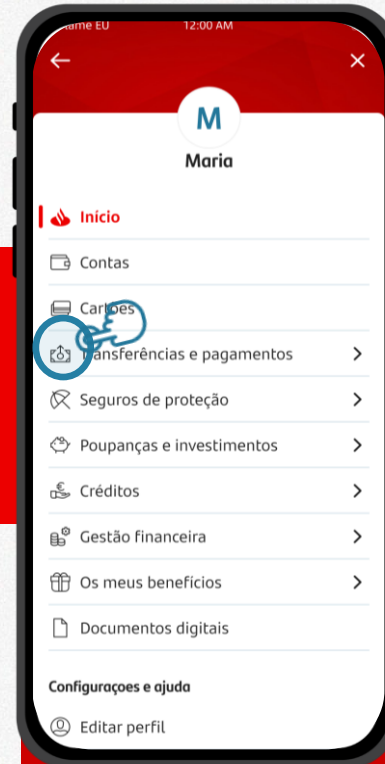 12:00 AM
M
Maria
Início
Contas
Cartões
Transferências e pagamentos
Seguros de proteção
Poupanças e investimentos
Créditos
Gestão financeira
Os meus benefícios
Documentos digitais
Configuraçoes e ajuda
Editar perfil